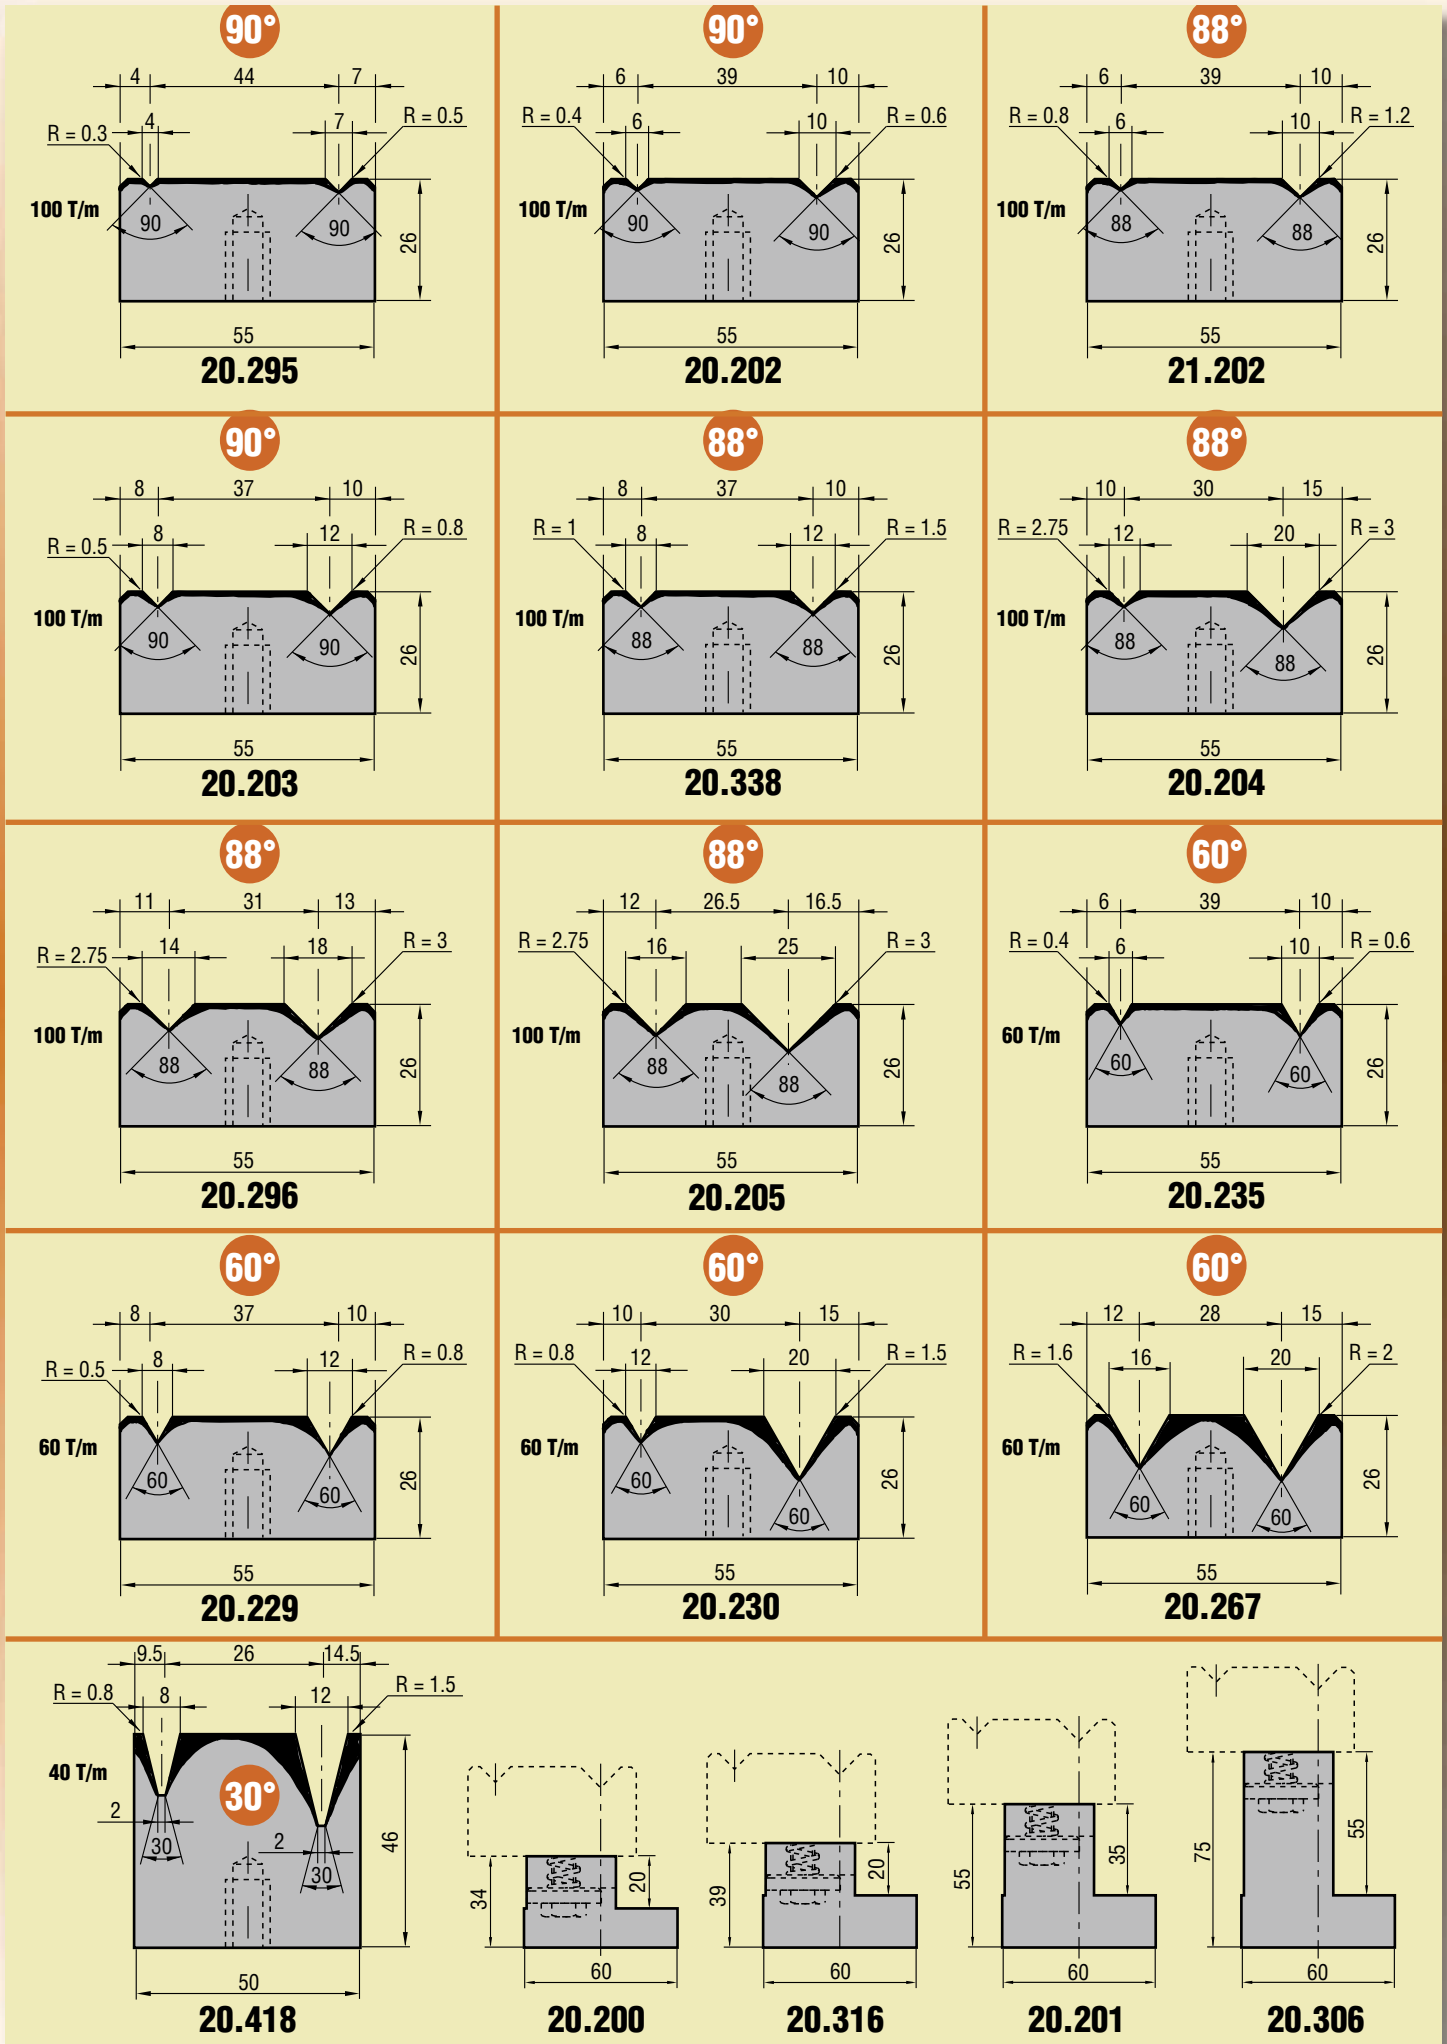 90°
4 44 7
R = 0.3 4 7 R = 0.5
100 T/m
90 90
26
55
20.295
90°
6 39 10
R = 0.4 6 10 R = 0.6
100 T/m
90 90
26
55
20.202
88°
6 39 10
R = 0.8 6 10 R = 1.2
100 T/m
88 88
26
55
21.202
90°
8 37 10
R = 0.5 8 12 R = 0.8
100 T/m
90 90
26
55
20.203
88°
8 37 10
R = 1 8 12 R = 1.5
100 T/m
88 88
26
55
20.338
88°
10 30 15
R = 2.75 12 20 R = 3
100 T/m
88 88
26
55
20.204
88°
11 31 13
R = 2.75 14 18 R = 3
100 T/m
88 88
26
55
20.296
88°
12 26.5 16.5
R = 2.75 16 25 R = 3
100 T/m
88 88
26
55
20.205
60°
6 39 10
R = 0.4 6 10 R = 0.6
60 T/m
60 60
26
55
20.235
60°
8 37 10
R = 0.5 8 12 R = 0.8
60 T/m
60 60
26
55
20.229
60°
10 30 15
R = 0.8 12 20 R = 1.5
60 T/m
60 60
26
55
20.230
60°
12 28 15
R = 1.6 16 20 R = 2
60 T/m
60 60
26
55
20.267
9.5 26 14.5
R = 0.8 8 12 R = 1.5
40 T/m
30°
2 30 2 30
46
50
20.418
34 20
60
20.200
39 20
60
20.316
55 35
60
20.201
75 55
60
20.306